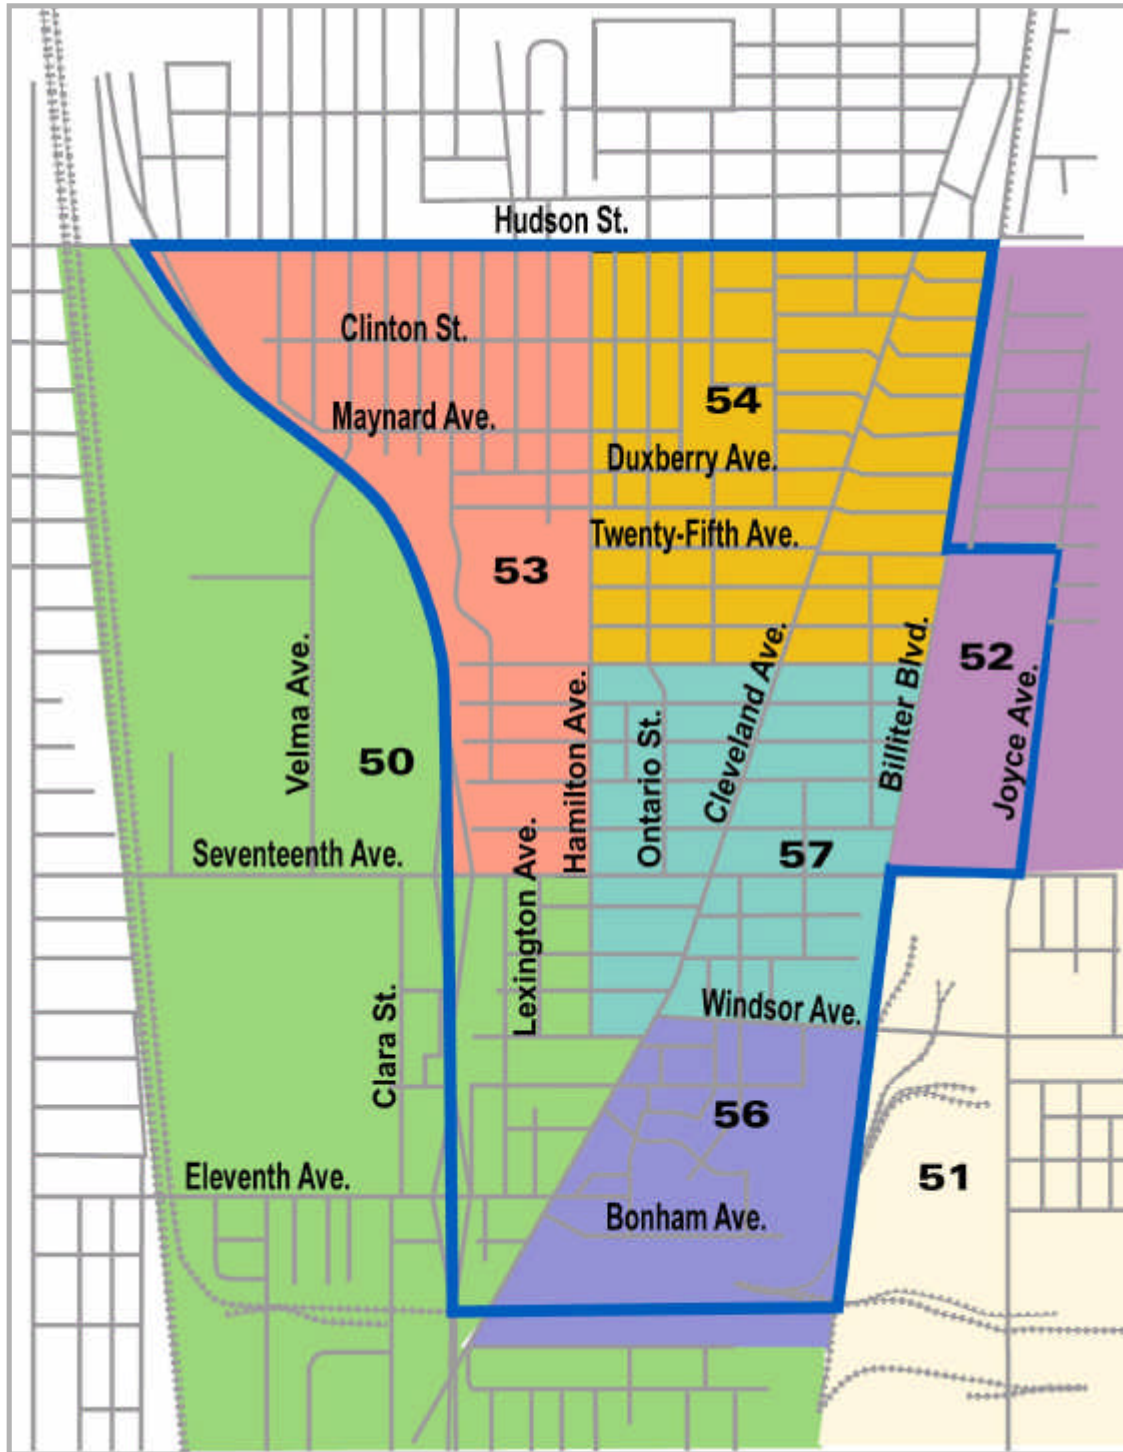 Hudson St.
Clinton St.
54
Maynard Ave.
Duxberry Ave.
Twenty-Fifth Ave.
53
52
Velma Ave.
Hamilton Ave.
Ontario St.
Cleveland Ave.
Billiter Blvd.
Joyce Ave.
50
Seventeenth Ave.
57
Lexington Ave.
Clara St.
Windsor Ave.
56
Eleventh Ave.
51
Bonham Ave.